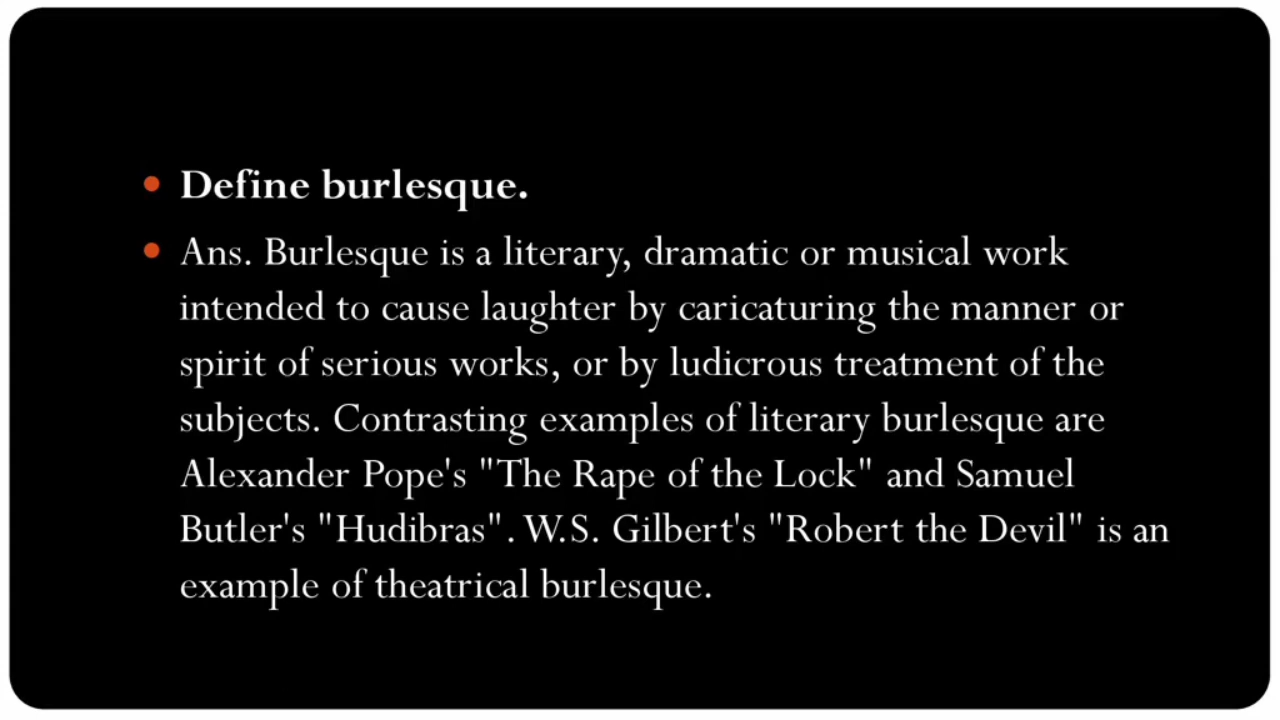 Define burlesque.
Ans. Burlesque is a literary, dramatic or musical work
intended to cause laughter by caricaturing the manner or
spirit of serious works, or by ludicrous treatment of the
subjects. Contrasting examples of literary burlesque are
Alexander Pope's "The Rape of the Lock" and Samuel
Butler's "Hudibras". W.S. Gilbert's "Robert the Devil" is an
example of theatrical burlesque.